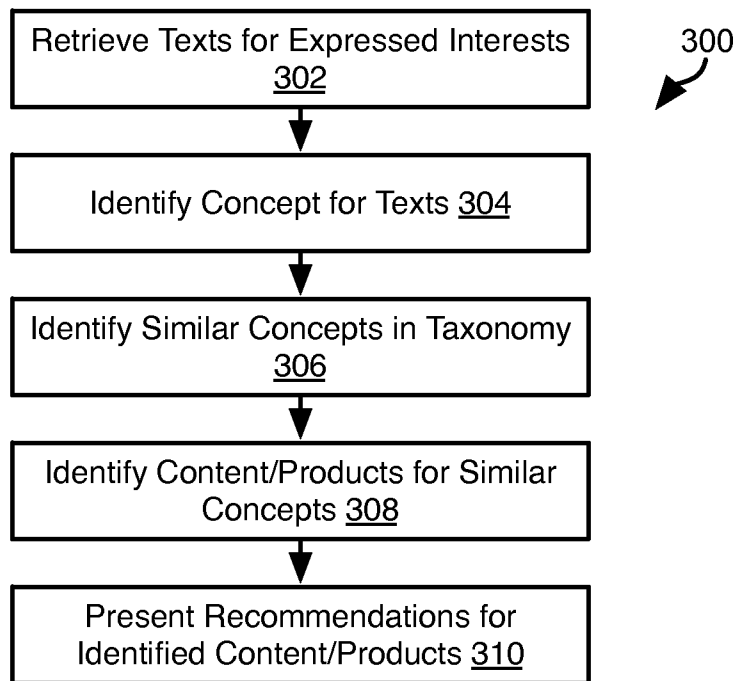 Retrieve Texts for Expressed Interests
302
300
Identify Concept for Texts 304
Identify Similar Concepts in Taxonomy
306
Identify Content/Products for Similar
Concepts 308
Present Recommendations for
Identified Content/Products 310